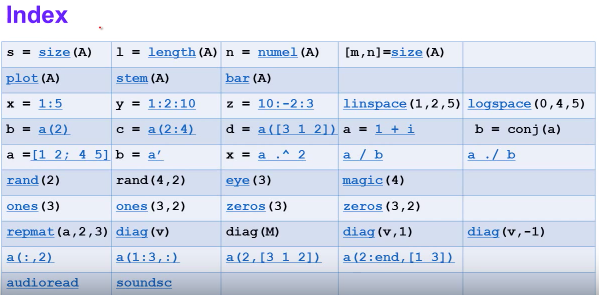 Index
s = size(A) l = length(A) n = numel(A) [m,n]=size(A)
plot(A) stem(A) bar(A)
x = 1:5 y = 1:2:10 z = 10:-2:3 linspace(1,2,5) logspace(0,4,5)
b = a(2) c = a(2:4) d = a([3 1 2]) a = 1 + i b = conj(a)
a =[1 2; 4 5] b = a′ x = a .^ 2 a / b a ./ b
rand(2) rand(4,2) eye(3) magic(4)
ones(3) ones(3,2) zeros(3) zeros(3,2)
repmat(a,2,3) diag(v) diag(M) diag(v,1) diag(v,-1)
a(:,2) a(1:3,:) a(2,[3 1 2]) a(2:end,[1 3])
audioread soundsc